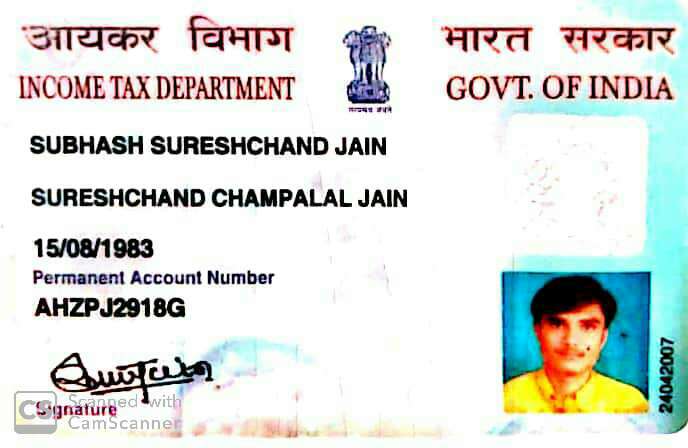 आयकर विभाग
भारत सरकार
INCOME TAX DEPARTMENT
GOVT. OF INDIA
सत्यमेव जयते
SUBHASH SURESHCHAND JAIN
SURESHCHAND CHAMPALAL JAIN
15/08/1983
Permanent Account Number
AHZPJ2918G
Signature
24042007
CS Scanned with
CamScanner